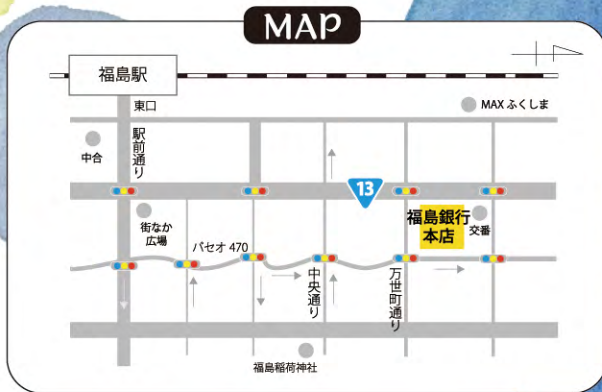 MAP
福島駅
東口
MAX ふくしま
中合
駅前通り
13
福島銀行
本店
交番
街なか
広場
パセオ 470
中央通り
万世町通り
福島稲荷神社